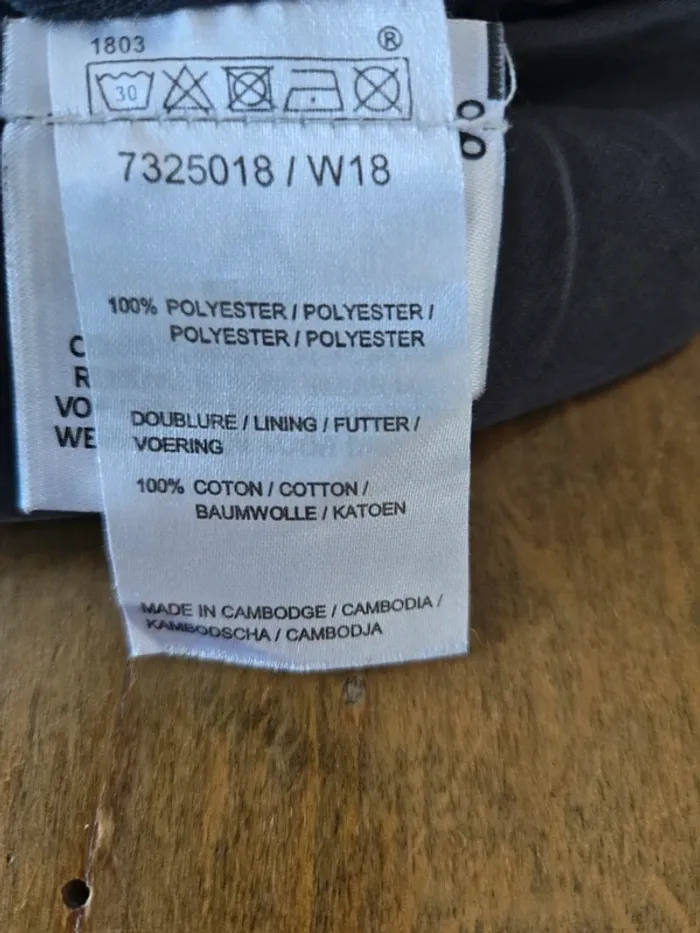 1803 ®
30
7325018 / W18
100% POLYESTER / POLYESTER /
POLYESTER / POLYESTER
DOUBLURE / LINING / FUTTER /
VOERING
100% COTON / COTTON /
BAUMWOLLE / KATOEN
MADE IN CAMBODGE / CAMBODIA /
KAMBODSCHA / CAMBODJA